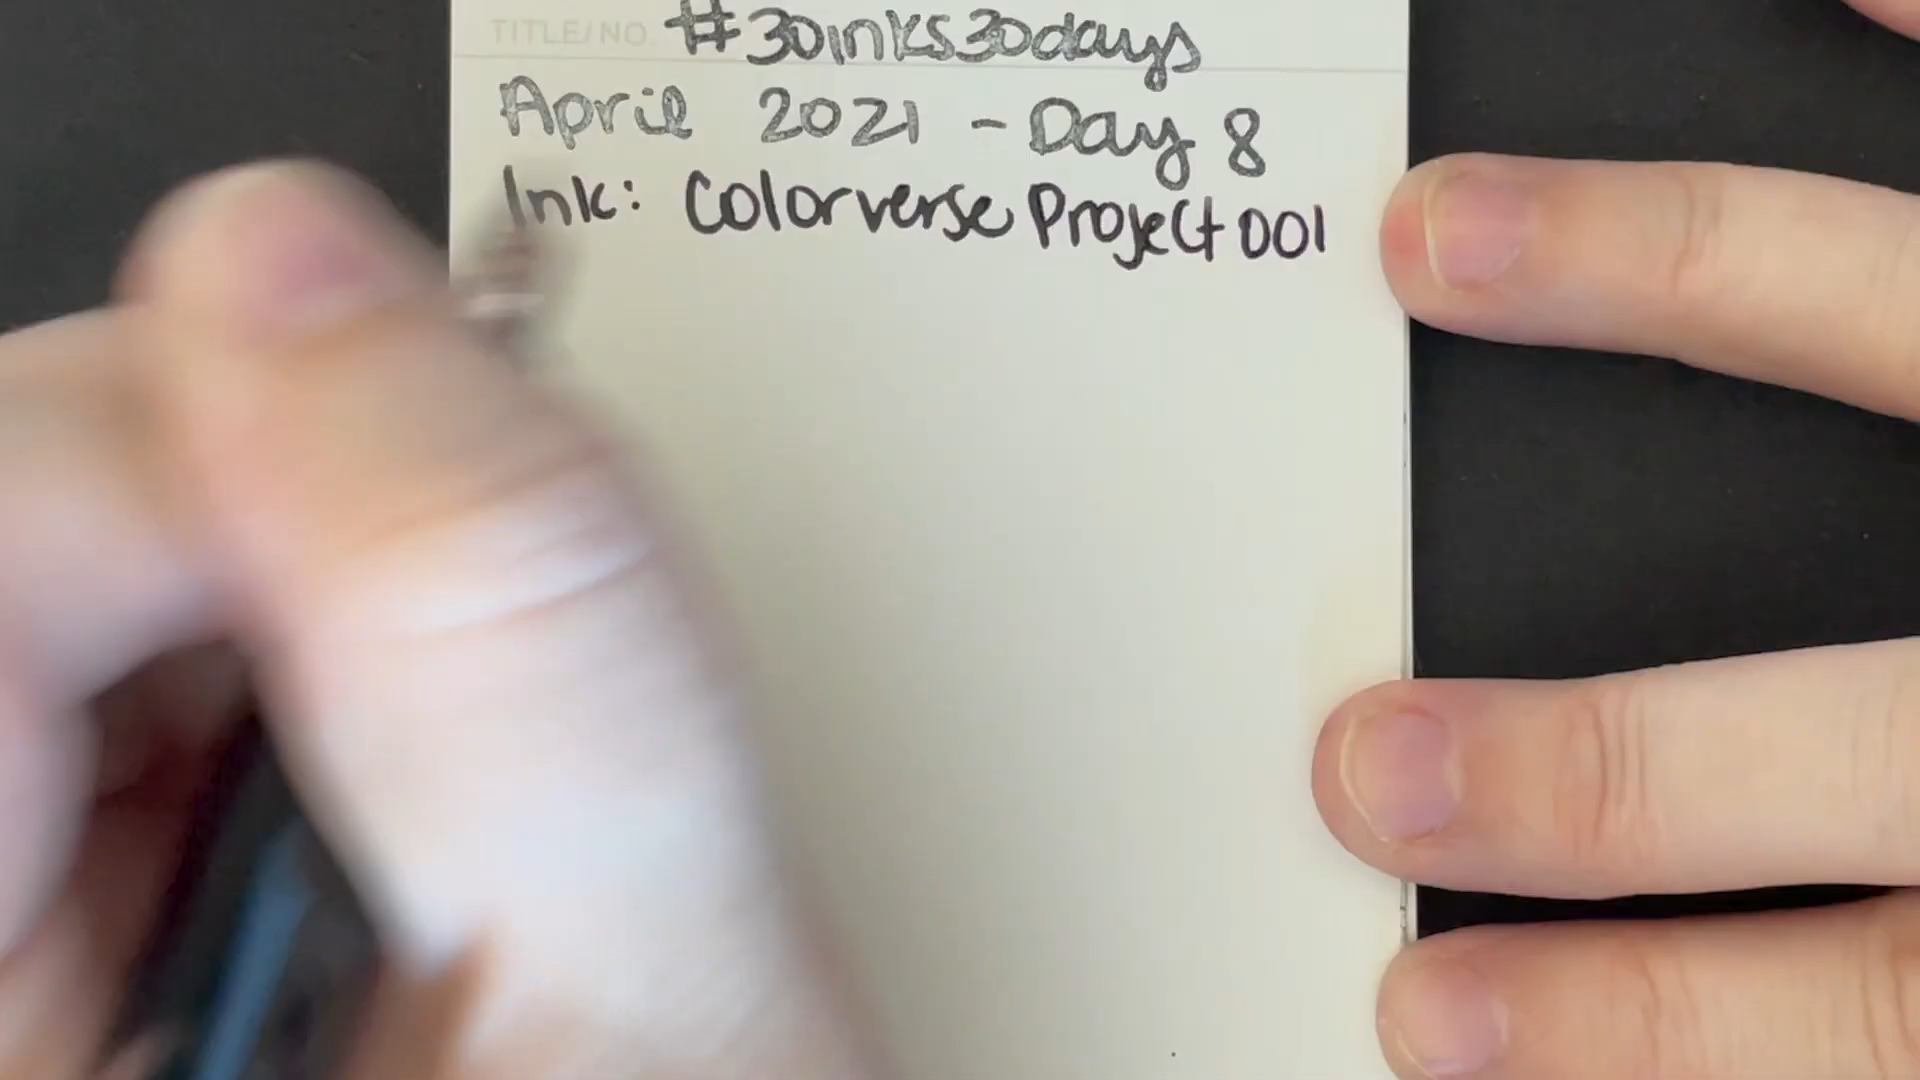 TITLE/NO. #30inks30days
April 2021 - Day 8
Ink: Colorverse Project 001